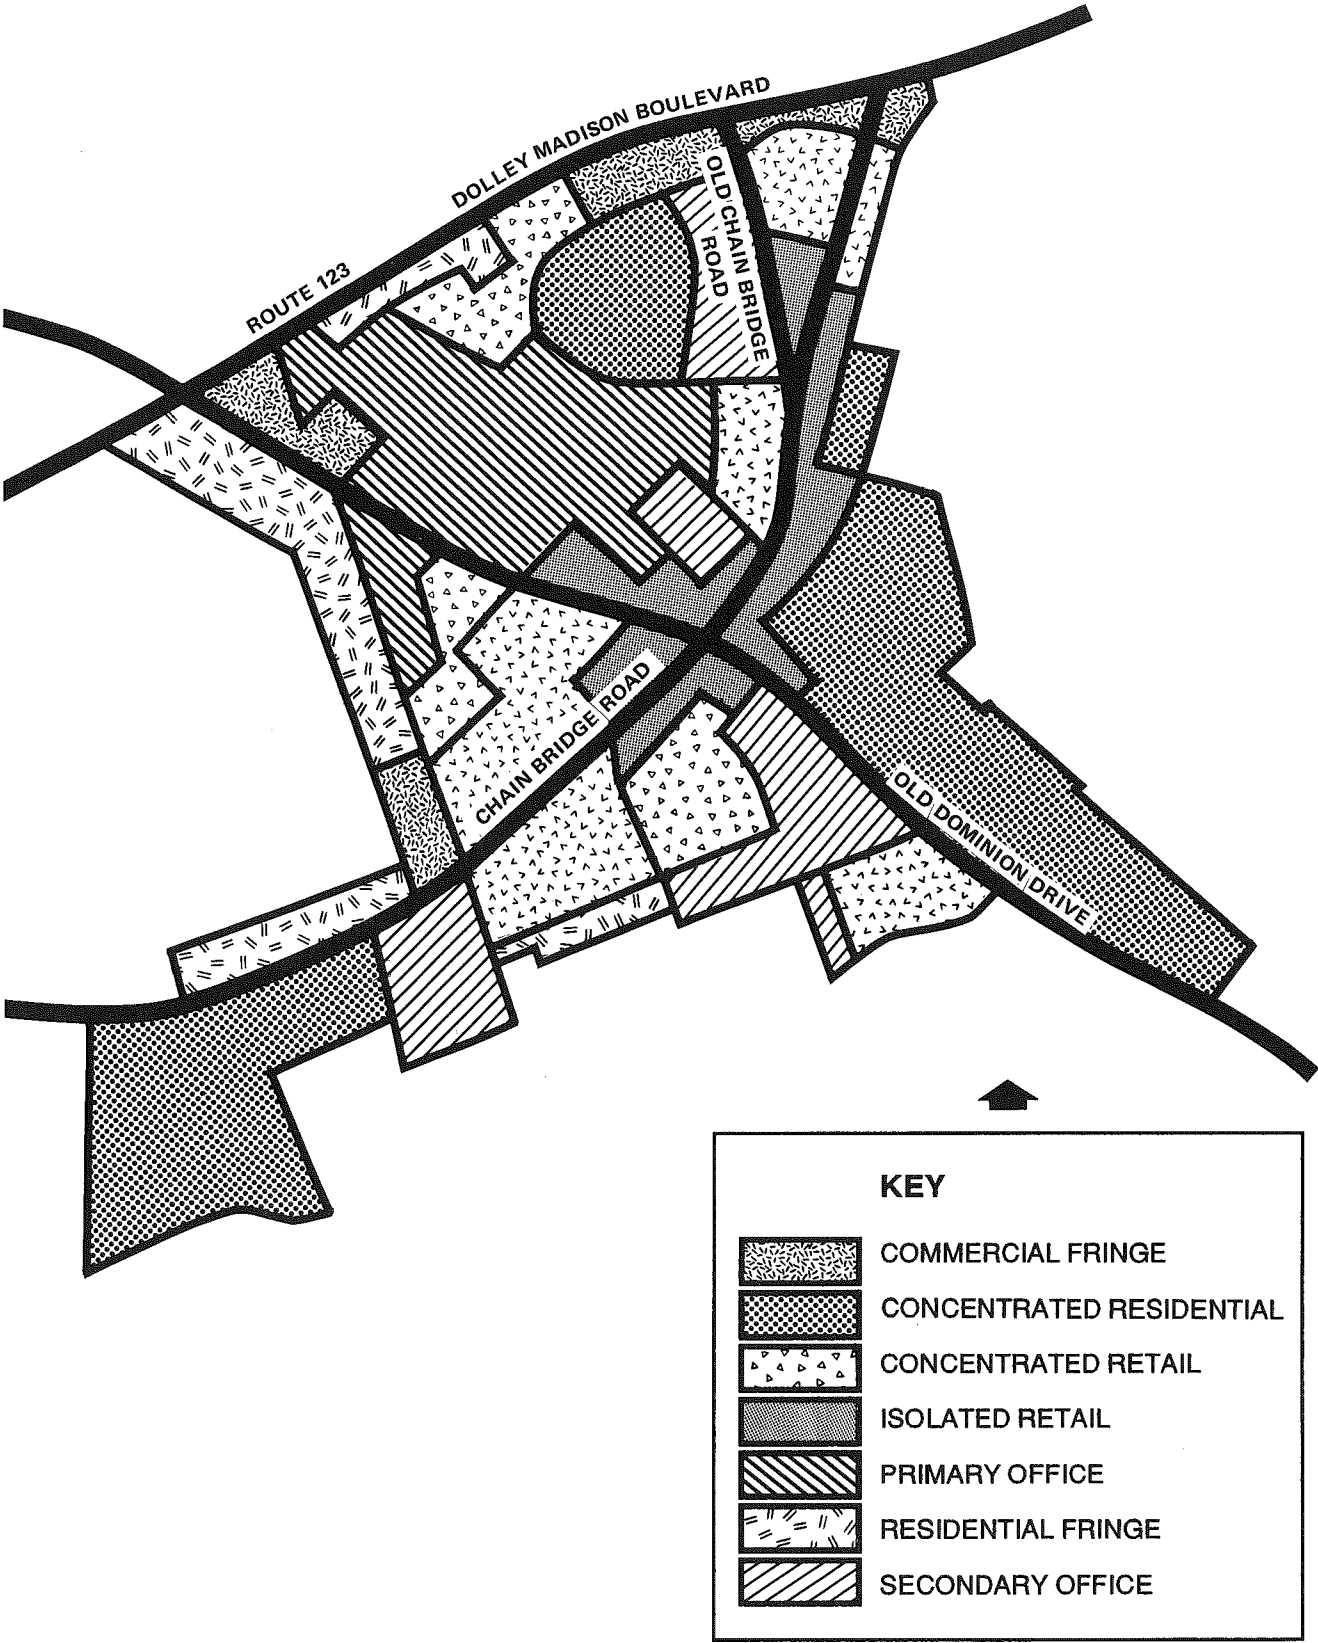 DOLLEY MADISON BOULEVARD
ROUTE 123
OLD CHAIN BRIDGE
ROAD
CHAIN BRIDGE ROAD
OLD DOMINION DRIVE
KEY
COMMERCIAL FRINGE
CONCENTRATED RESIDENTIAL
CONCENTRATED RETAIL
ISOLATED RETAIL
PRIMARY OFFICE
RESIDENTIAL FRINGE
SECONDARY OFFICE